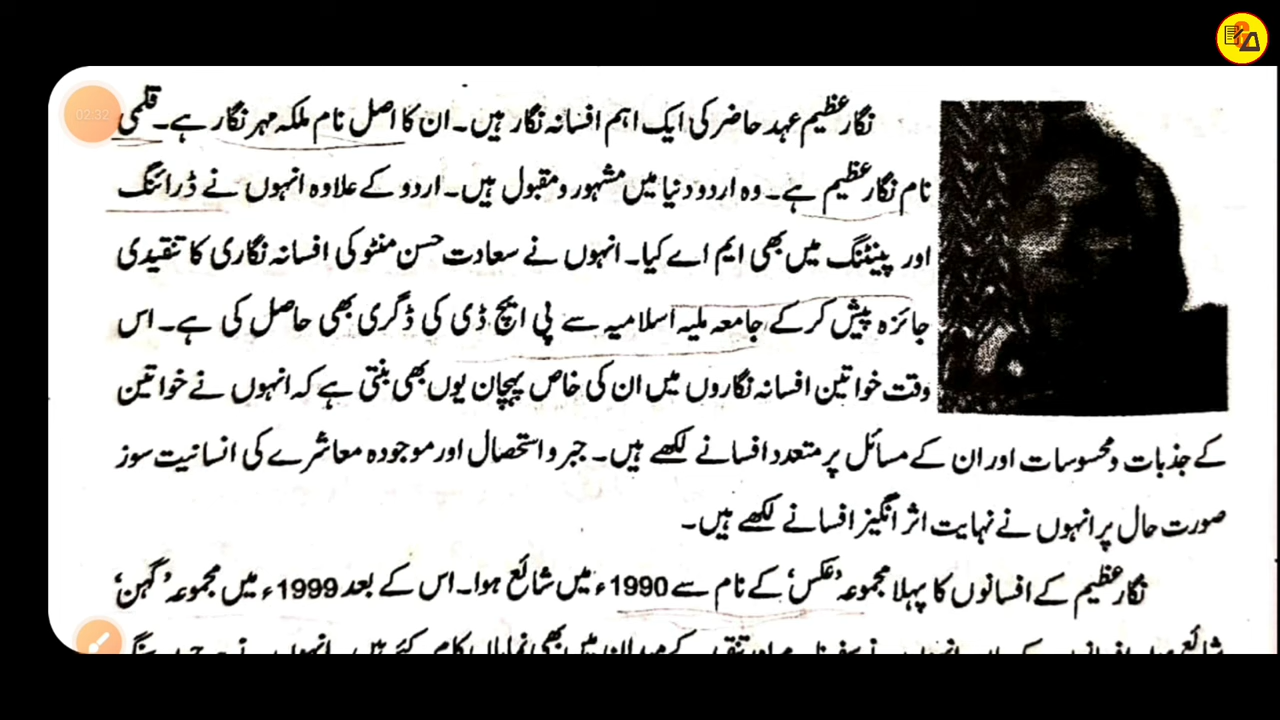 02:32
نگار عظیم عہد حاضر کی ایک اہم افسانہ نگار ہیں۔ ان کا اصل نام ملکہ مہر نگار ہے۔ قلمی
نام نگار عظیم ہے۔ وہ اردو دنیا میں مشہور و مقبول ہیں۔ اردو کے علاوہ انہوں نے ڈرائنگ
اور پینٹنگ میں بھی ایم اے کیا۔ انہوں نے سعادت حسن منٹو کی افسانہ نگاری کا تنقیدی
جائزہ پیش کر کے جامعہ ملیہ اسلامیہ سے پی ایچ ڈی کی ڈگری بھی حاصل کی ہے۔ اس
وقت خواتین افسانہ نگاروں میں ان کی خاص پہچان یوں بھی بنتی ہے کہ انہوں نے خواتین
کے جذبات و محسوسات اور ان کے مسائل پر متعدد افسانے لکھے ہیں۔ جبر و استحصال اور موجودہ معاشرے کی انسانیت سوز
صورت حال پر انہوں نے نہایت اثر انگیز افسانے لکھے ہیں۔
نگار عظیم کے افسانوں کا پہلا مجموعہ ’عکس‘ کے نام سے 1990ء میں شائع ہوا۔ اس کے بعد 1999ء میں مجموعہ ’گہن‘